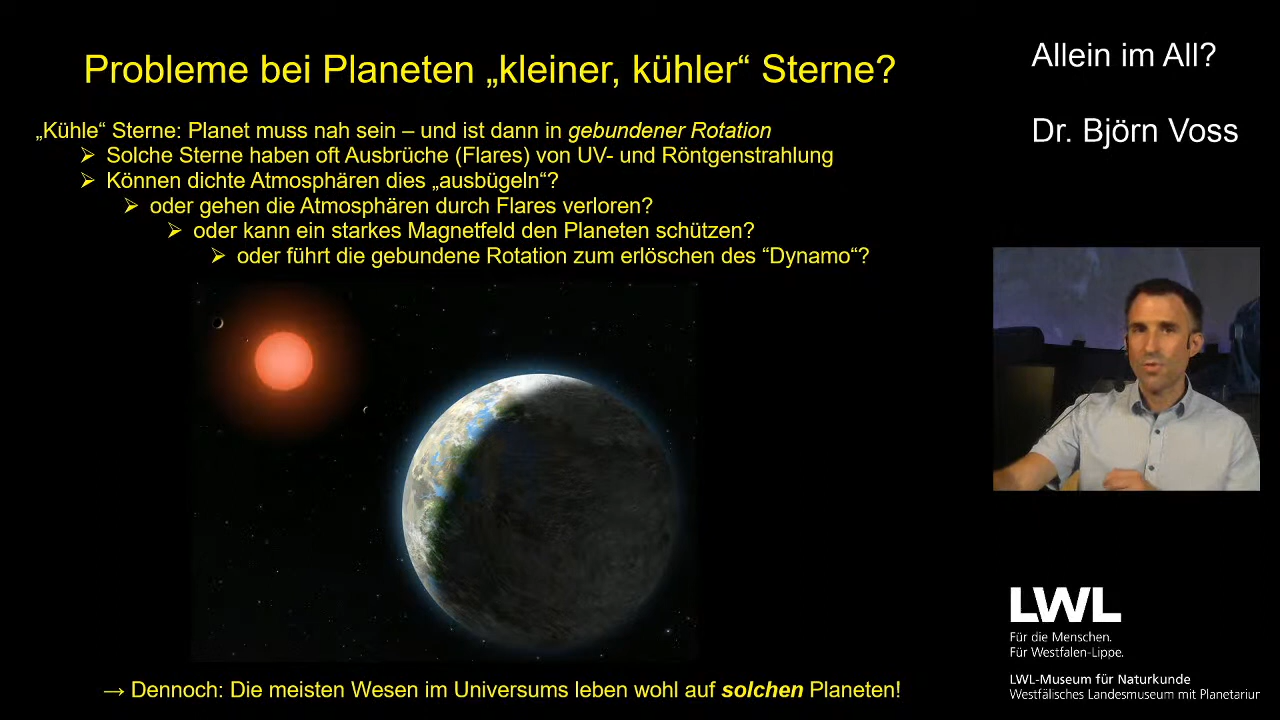 Probleme bei Planeten „kleiner, kühler“ Sterne?
„Kühle“ Sterne: Planet muss nah sein – und ist dann in gebundener Rotation
➢ Solche Sterne haben oft Ausbrüche (Flares) von UV- und Röntgenstrahlung
➢ Können dichte Atmosphären dies „ausbügeln“?
➢ oder gehen die Atmosphären durch Flares verloren?
➢ oder kann ein starkes Magnetfeld den Planeten schützen?
➢ oder führt die gebundene Rotation zum erlöschen des “Dynamo“?
→ Dennoch: Die meisten Wesen im Universums leben wohl auf solchen Planeten!
Allein im All?
Dr. Björn Voss
LWL
Für die Menschen.
Für Westfalen-Lippe.
LWL-Museum für Naturkunde
Westfälisches Landesmuseum mit Planetariur